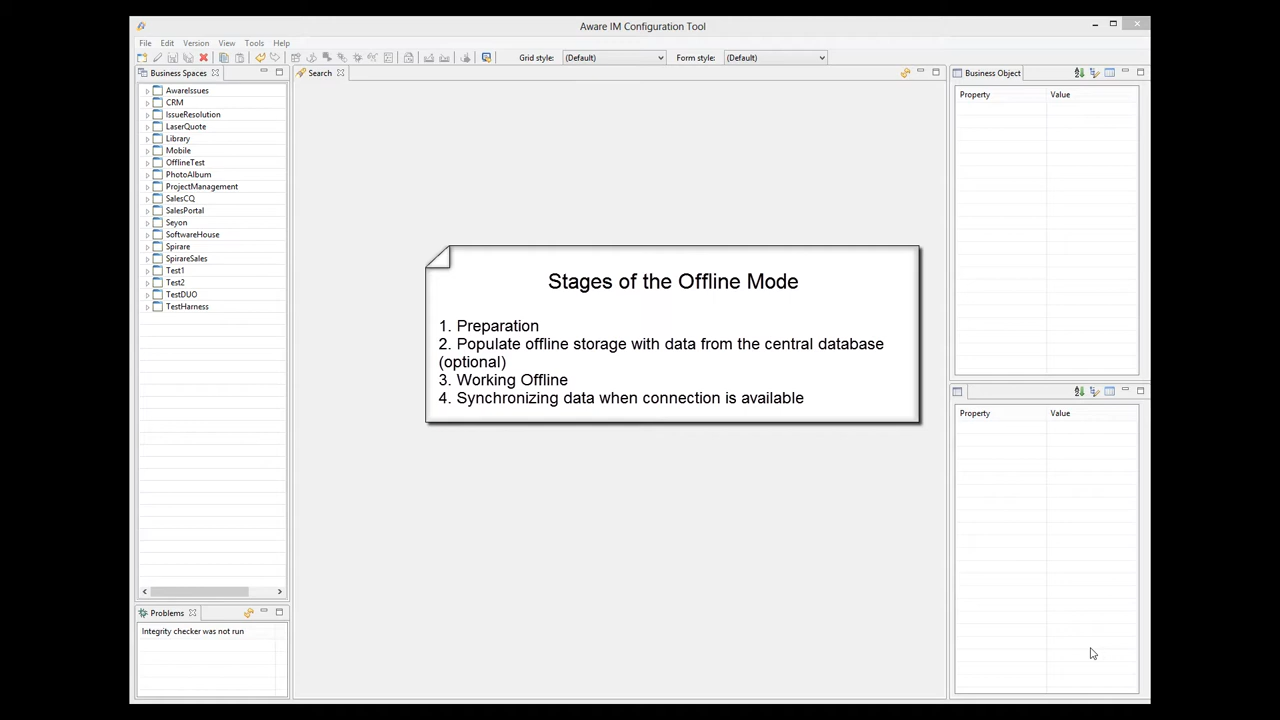 Aware IM Configuration Tool
File Edit Version View Tools Help
Grid style: (Default) Form style: (Default)
Business Spaces
AwareIssues
CRM
IssueResolution
LaserQuote
Library
Mobile
OfflineTest
PhotoAlbum
ProjectManagement
SalesCQ
SalesPortal
Seyon
SoftwareHouse
Spirare
SpirareSales
Test1
Test2
TestDUO
TestHarness
Problems
Integrity checker was not run
Search
Stages of the Offline Mode
1. Preparation
2. Populate offline storage with data from the central database
(optional)
3. Working Offline
4. Synchronizing data when connection is available
Business Object
Property Value
Property Value